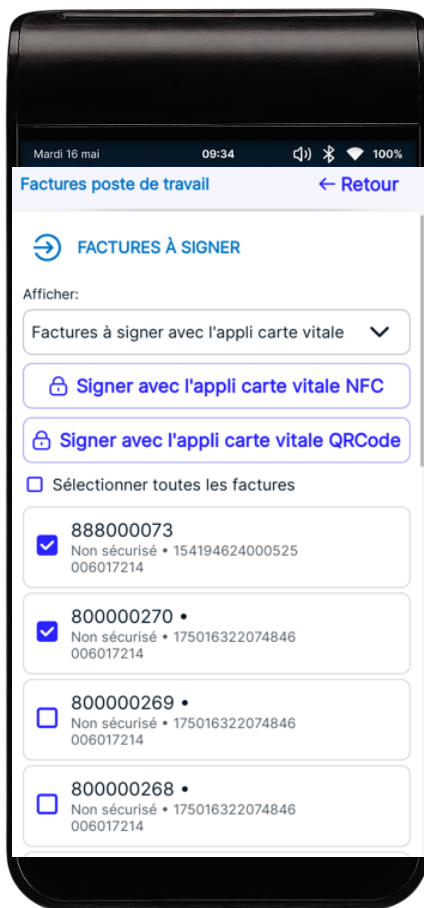 Mardi 16 mai 09:34 100%
Factures poste de travail ← Retour
FACTURES À SIGNER
Afficher:
Factures à signer avec l'appli carte vitale
Signer avec l'appli carte vitale NFC
Signer avec l'appli carte vitale QRCode
Sélectionner toutes les factures
888000073
Non sécurisé • 154194624000525
006017214
800000270 •
Non sécurisé • 175016322074846
006017214
800000269 •
Non sécurisé • 175016322074846
006017214
800000268 •
Non sécurisé • 175016322074846
006017214